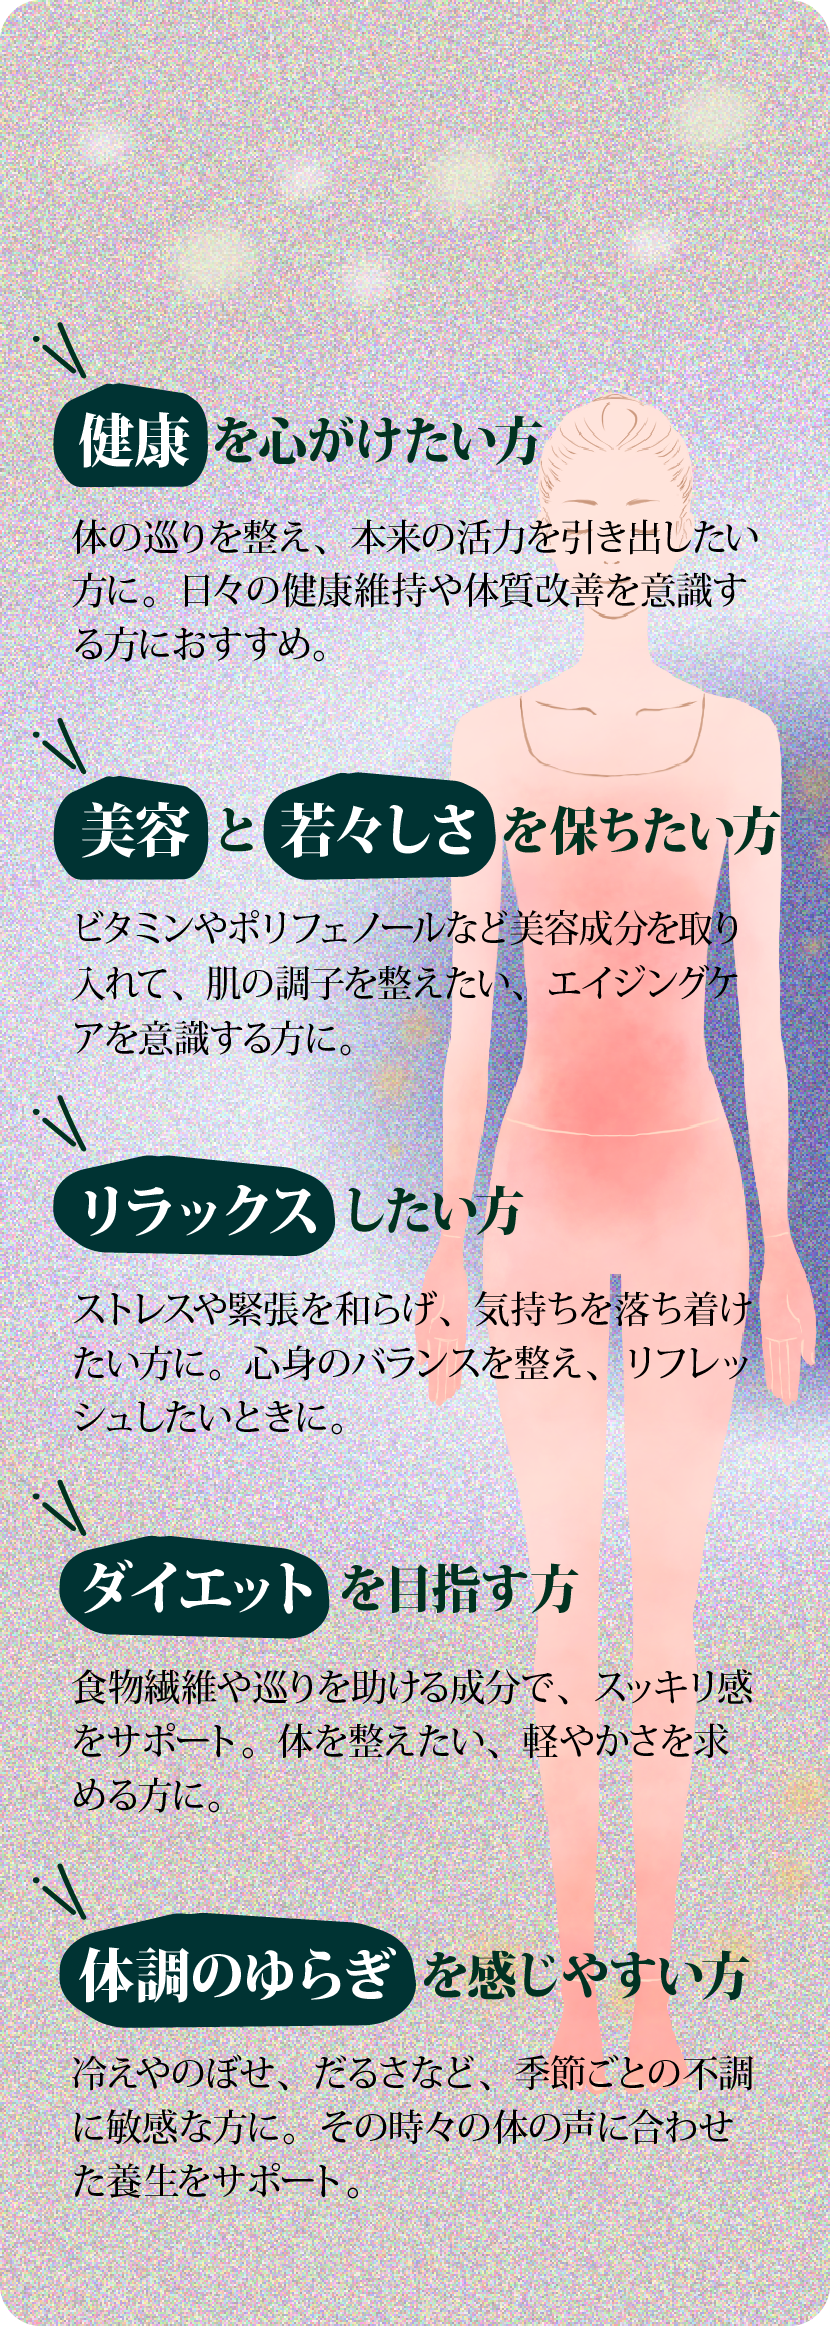 健康を心がけたい方
体の巡りを整え、本来の活力を引き出したい
方に。日々の健康維持や体質改善を意識す
る方におすすめ。
美容と若々しさを保ちたい方
ビタミンやポリフェノールなど美容成分を取り
入れて、肌の調子を整えたい、エイジングケ
アを意識する方に。
リラックスしたい方
ストレスや緊張を和らげ、気持ちを落ち着け
たい方に。心身のバランスを整え、リフレッ
シュしたいときに。
ダイエットを目指す方
食物繊維や巡りを助ける成分で、スッキリ感
をサポート。体を整えたい、軽やかさを求
める方に。
体調のゆらぎを感じやすい方
冷えやのぼせ、だるさなど、季節ごとの不調
に敏感な方に。その時々の体の声に合わせ
た養生をサポート。